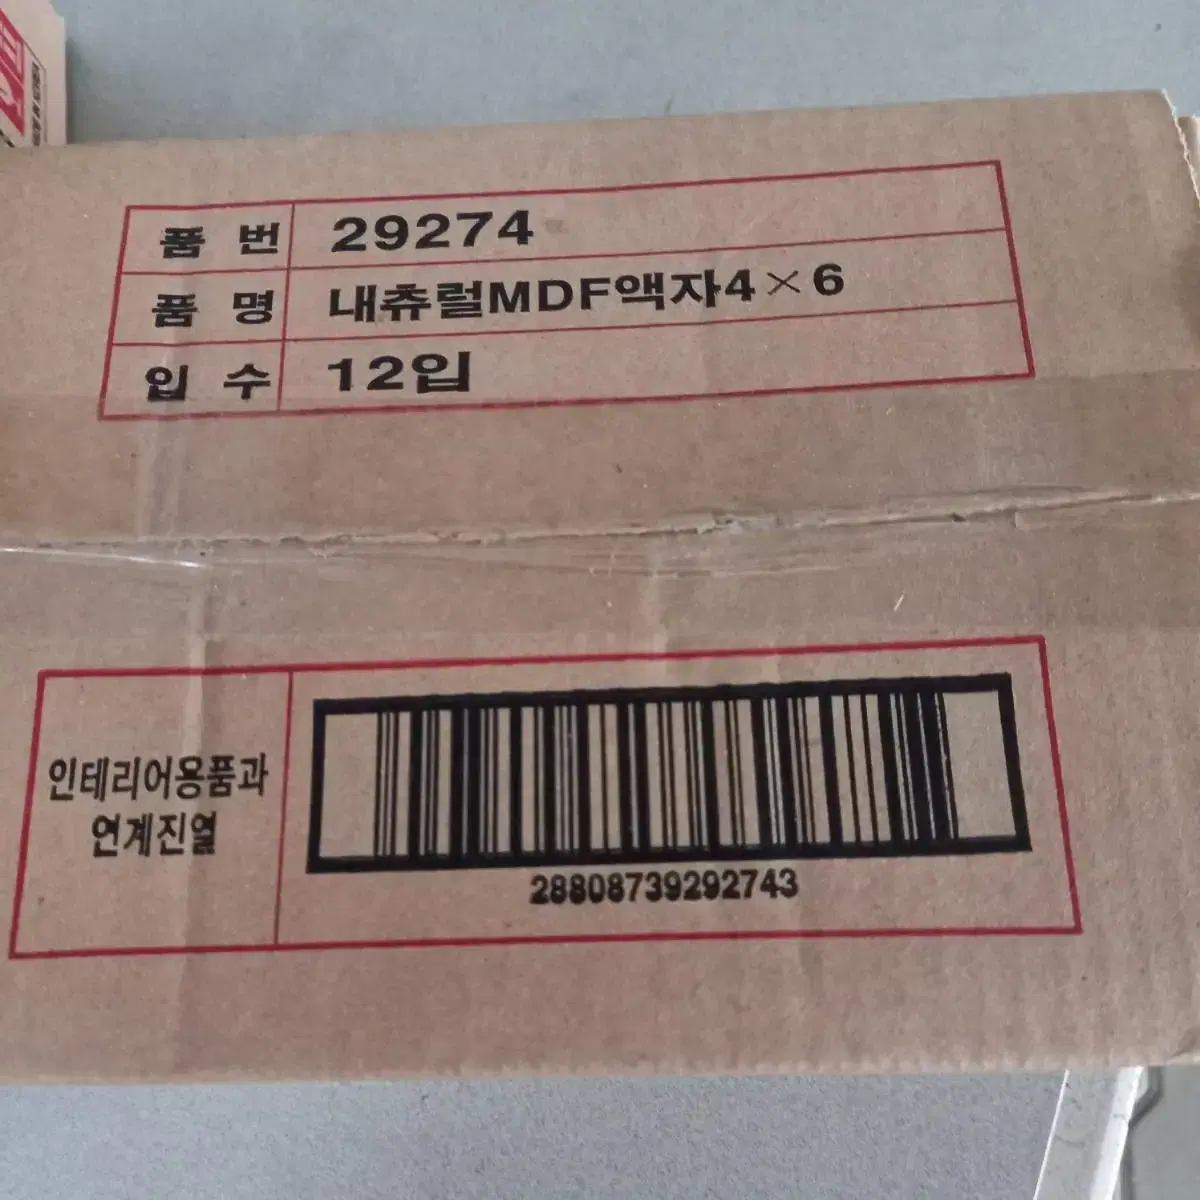 품 번 29274
품 명 내츄럴MDF액자4×6
입 수 12입
인테리어용품과
연계진열
28808739292743